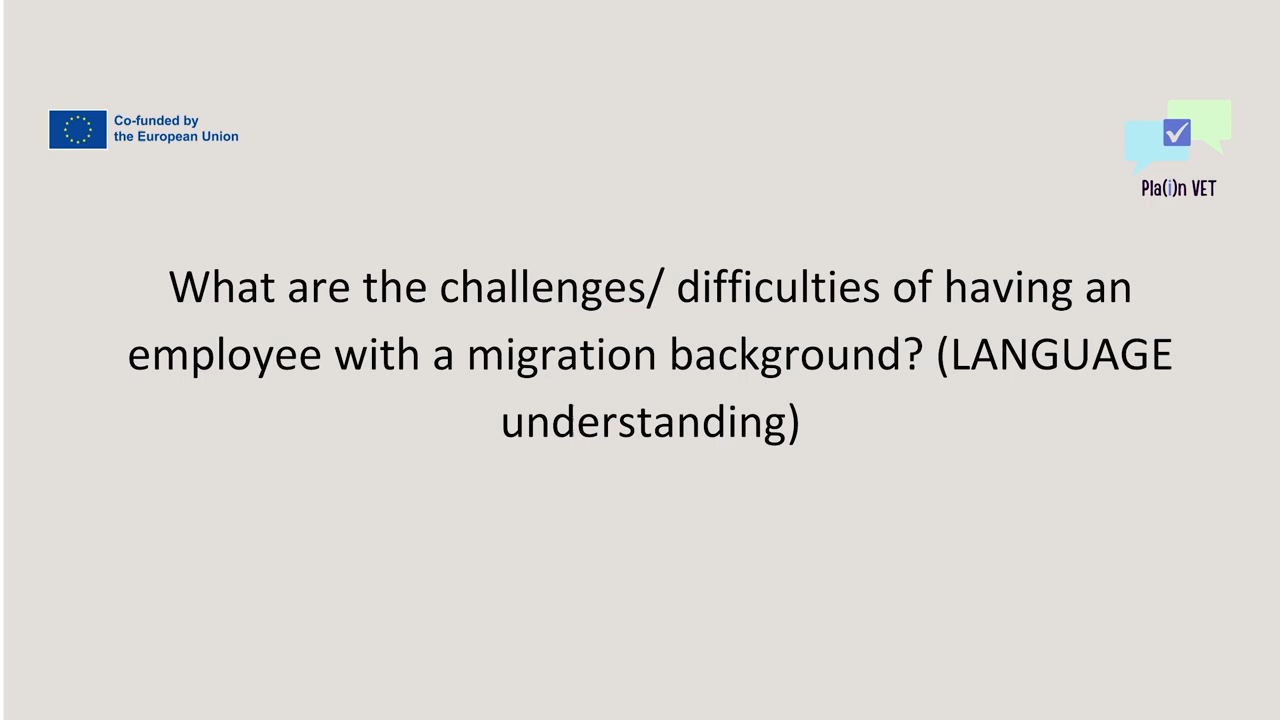 Co-funded by
the European Union
Pla(i)n VET
What are the challenges/ difficulties of having an
employee with a migration background? (LANGUAGE
understanding)